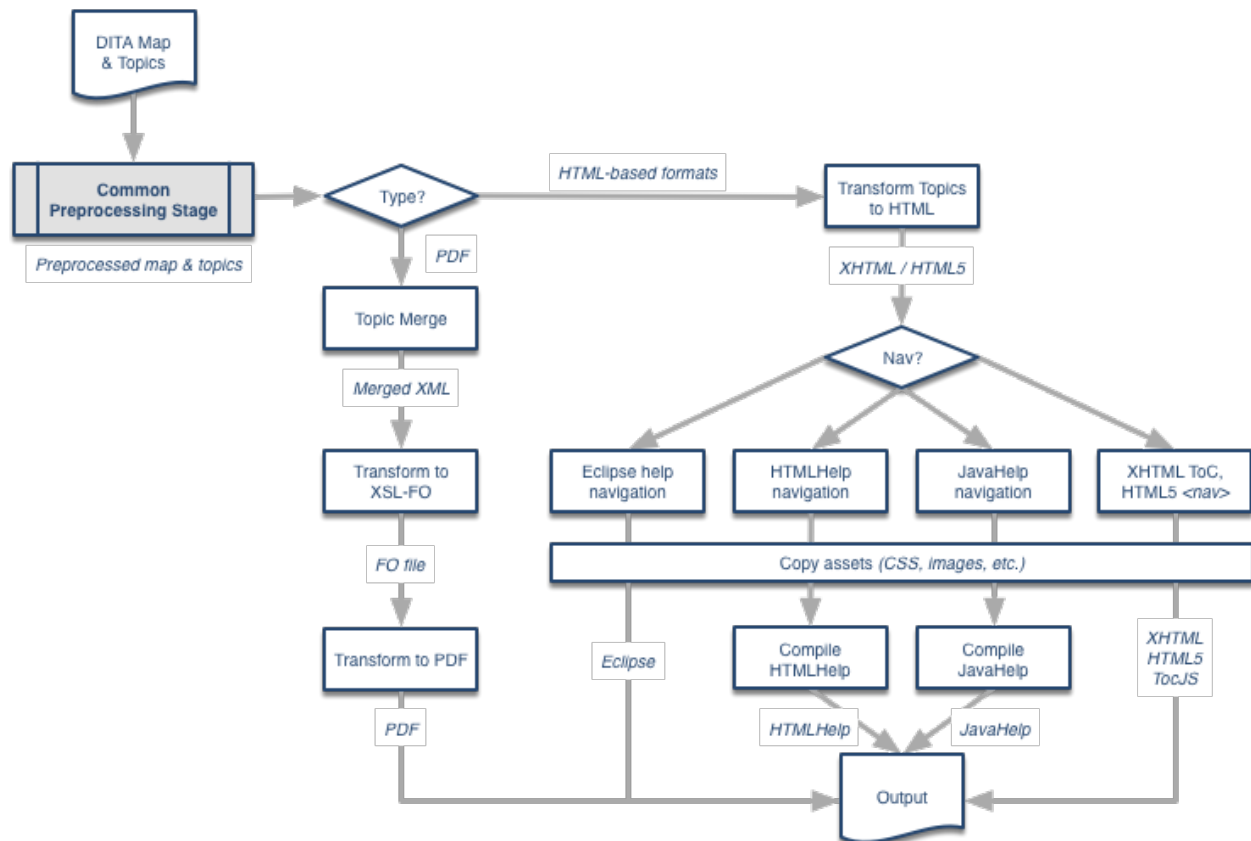 DITA Map
& Topics
Common
Preprocessing Stage
Preprocessed map & topics
Type?
HTML-based formats
Transform Topics
to HTML
PDF
XHTML / HTML5
Topic Merge
Nav?
Merged XML
Transform to
XSL-FO
Eclipse help
navigation
HTMLHelp
navigation
JavaHelp
navigation
XHTML ToC,
HTML5 <nav>
Copy assets (CSS, images, etc.)
FO file
Transform to PDF
Eclipse
Compile
HTMLHelp
Compile
JavaHelp
XHTML
HTML5
TocJS
PDF
HTMLHelp
JavaHelp
Output